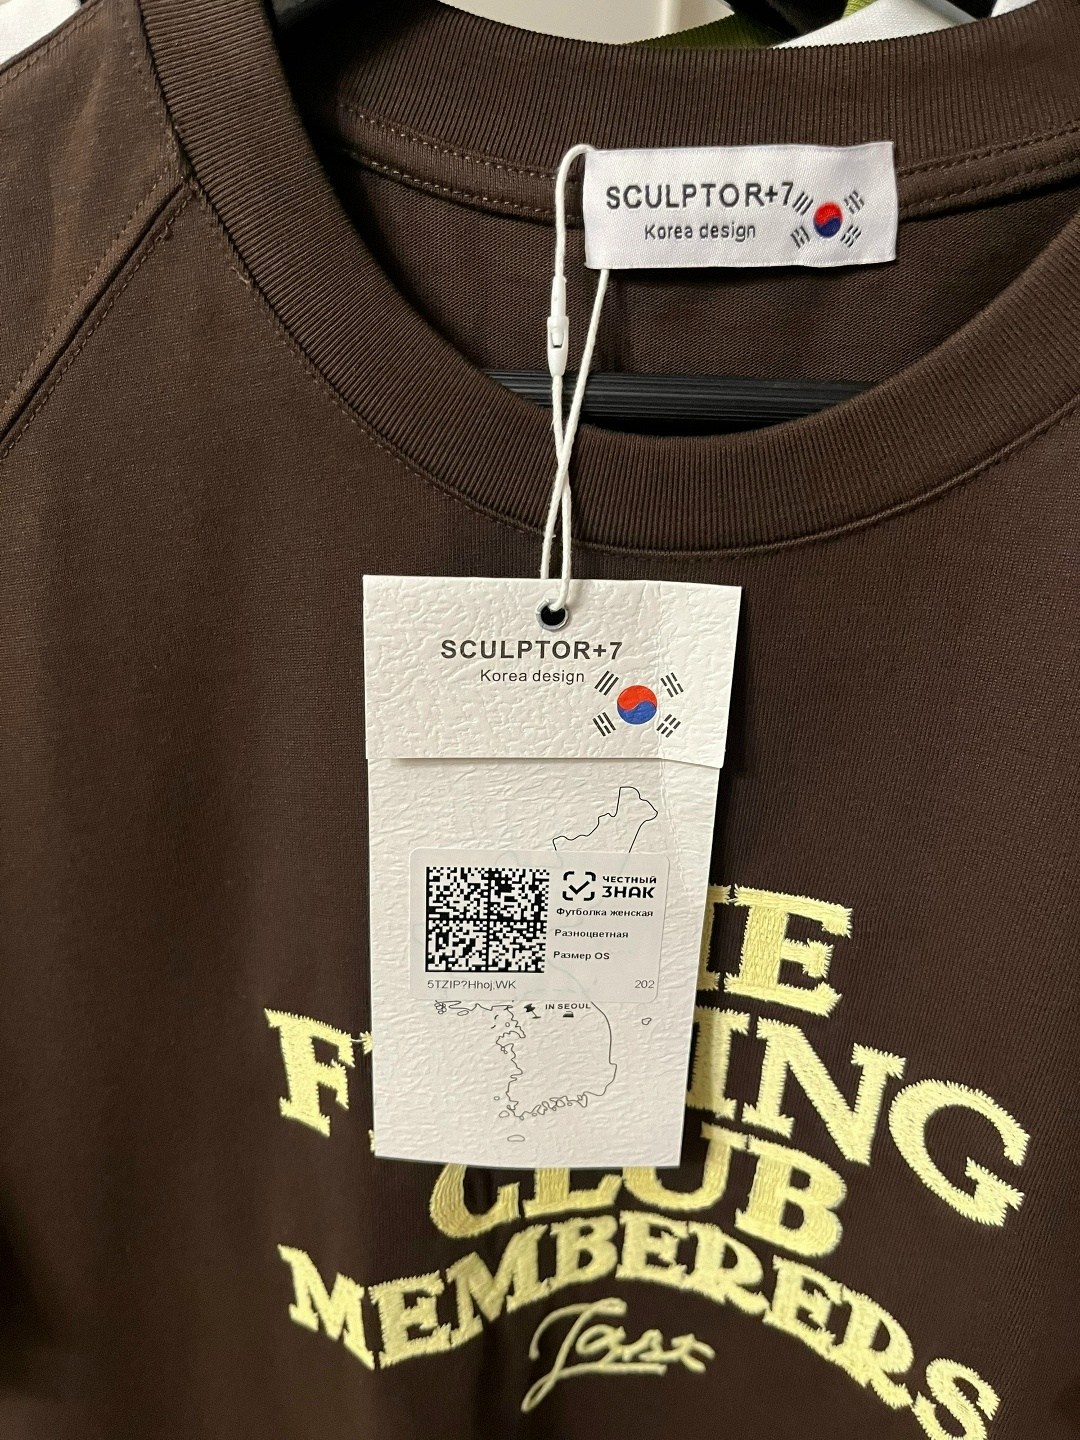 SCULPTOR+7
Korea design
SCULPTOR+7
Korea design
ЧЕСТНЫЙ
ЗНАК
Футболка женская
Разноцветная
Размер OS
5TZIP?Hhoj;WK
202
IN SEOUL
CLUB
MEMBERERS